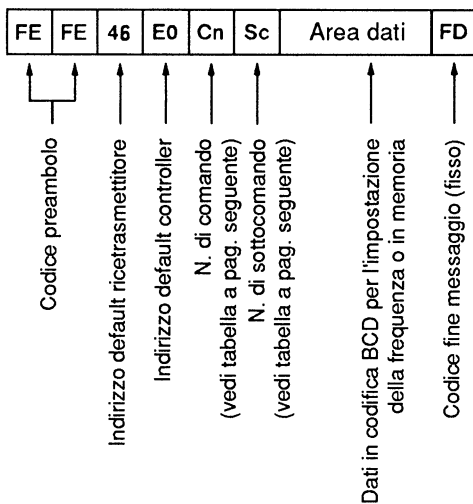 FE FE 46 E0 Cn Sc Area dati FD
Codice preambolo
Indirizzo default ricetrasmettitore
Indirizzo default controller
N. di comando
(vedi tabella a pag. seguente)
N. di sottocomando
(vedi tabella a pag. seguente)
Dati in codifica BCD per l'impostazione
della frequenza o in memoria
Codice fine messaggio (fisso)